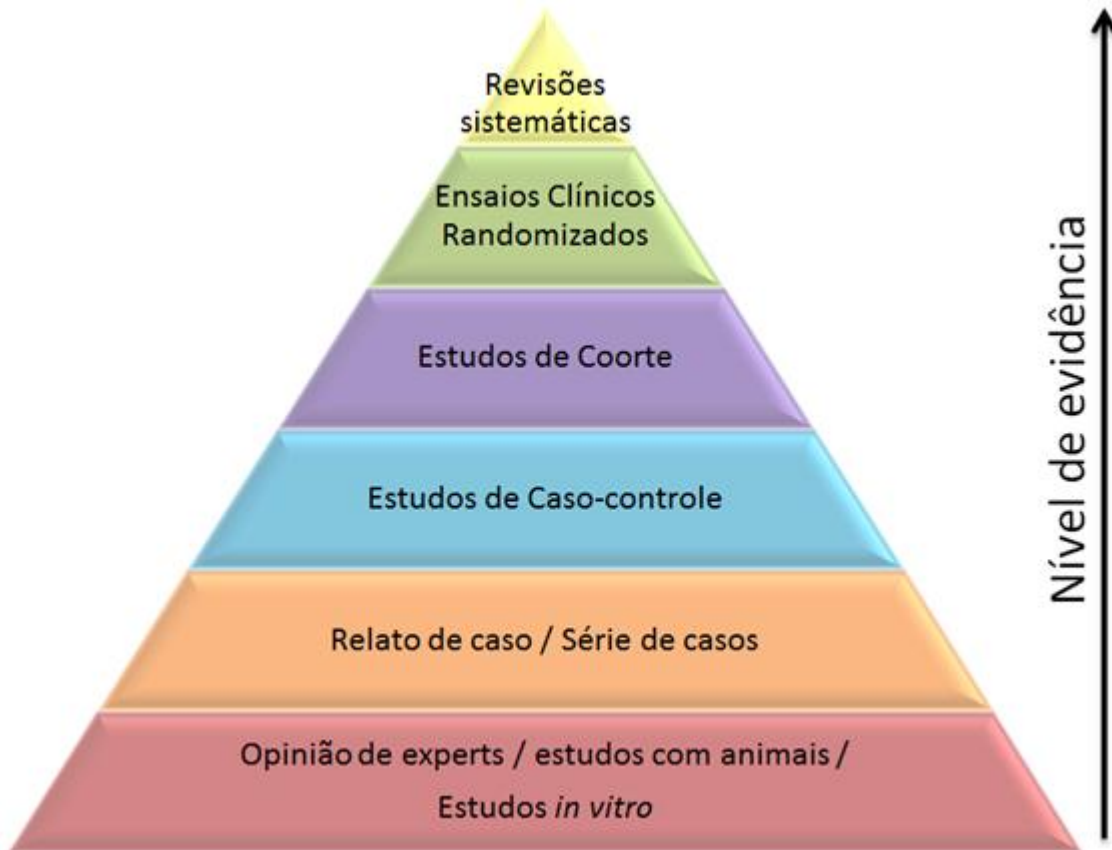 Revisões
sistemáticas
Ensaios Clínicos
Randomizados
Estudos de Coorte
Estudos de Caso-controle
Relato de caso / Série de casos
Opinião de experts / estudos com animais /
Estudos in vitro
Nível de evidência